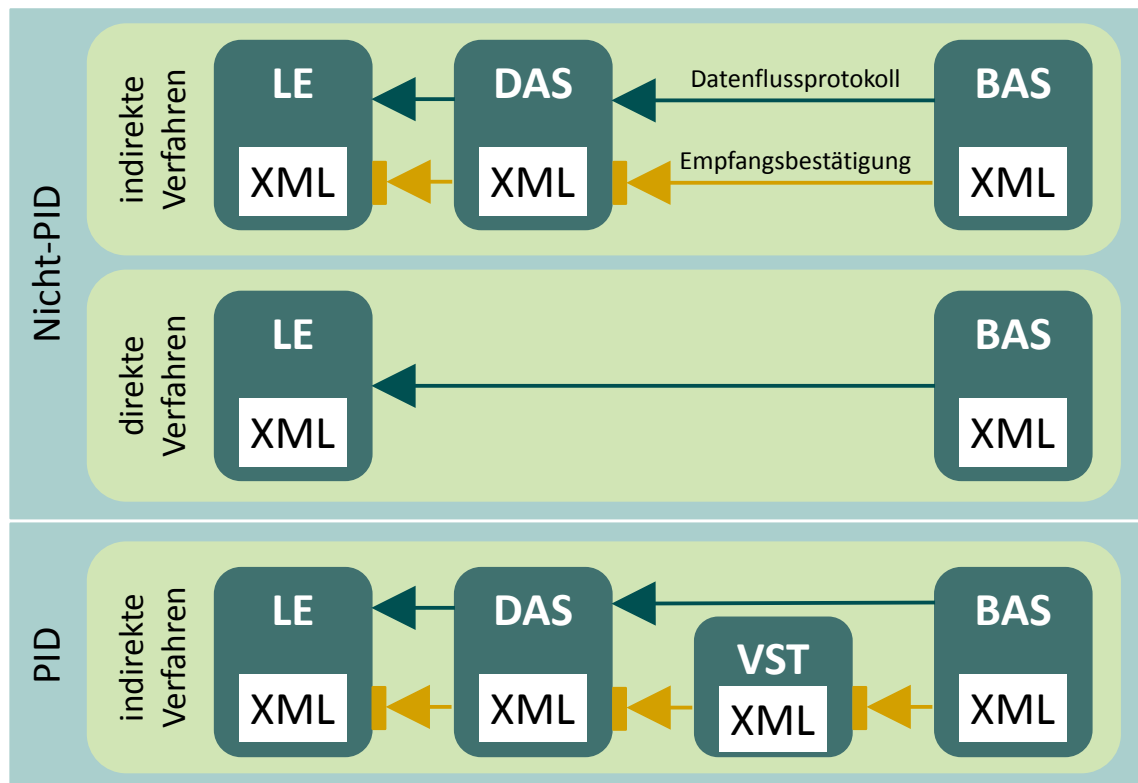 Nicht-PID
indirekte
Verfahren
LE
DAS
BAS
Datenflussprotokoll
Empfangsbestätigung
XML
XML
XML
direkte
Verfahren
LE
BAS
XML
XML
PID
indirekte
Verfahren
LE
DAS
VST
BAS
XML
XML
XML
XML